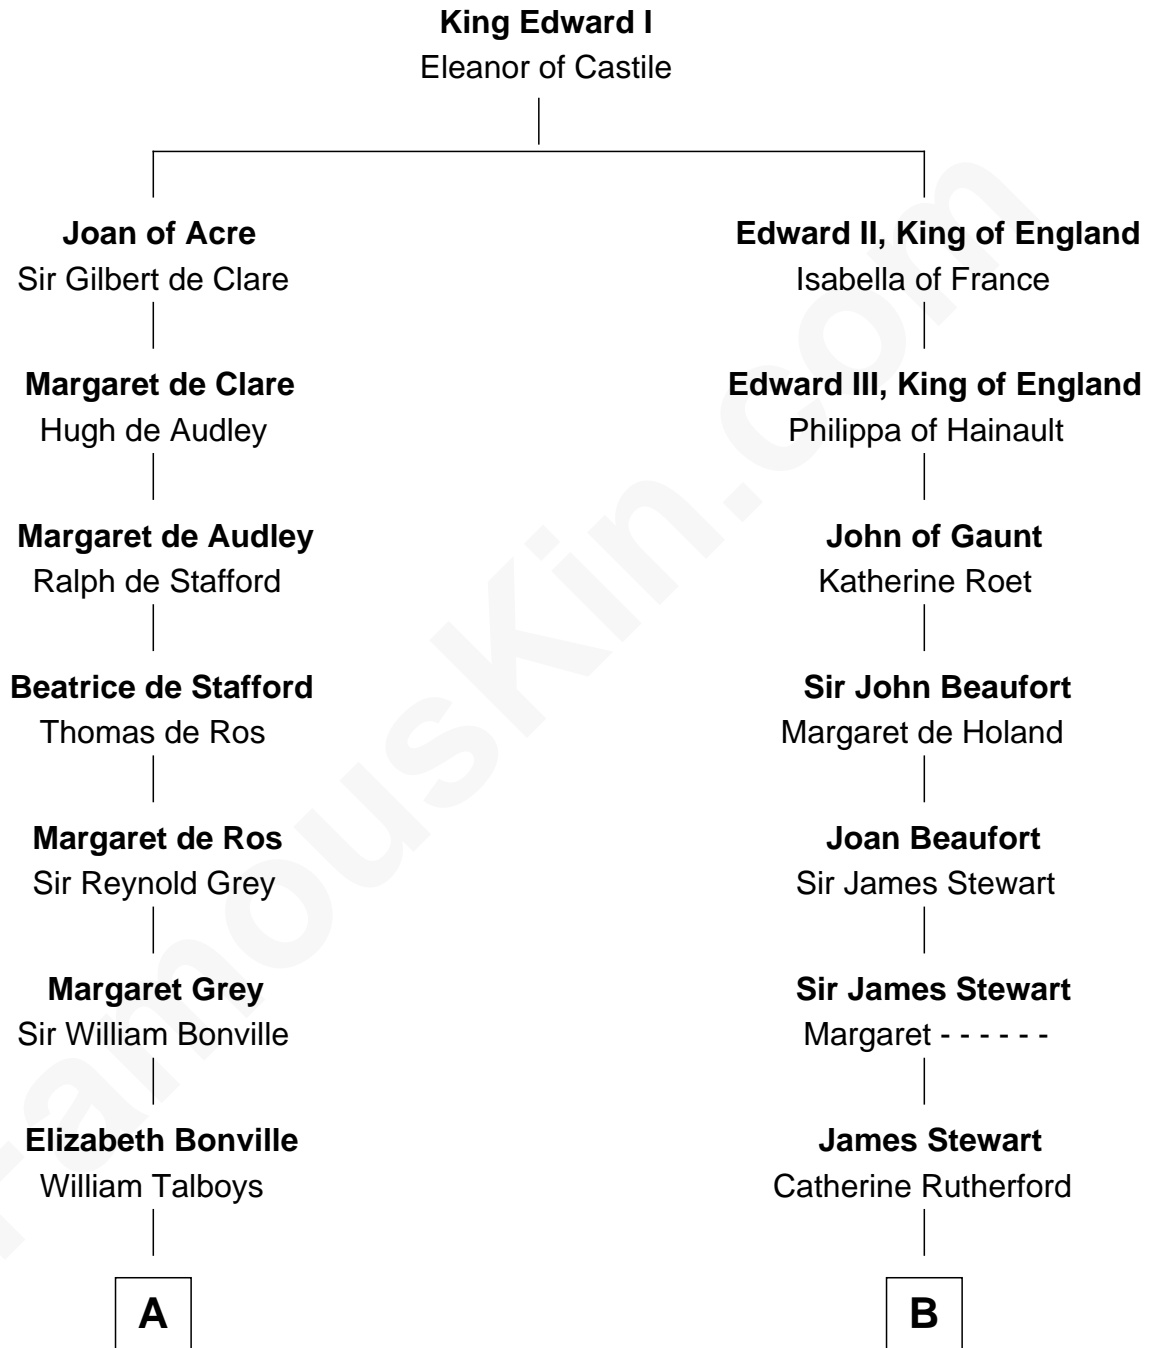 King Edward I
Eleanor of Castile
Joan of Acre
Sir Gilbert de Clare
Edward II, King of England
Isabella of France
Margaret de Clare
Hugh de Audley
Edward III, King of England
Philippa of Hainault
Margaret de Audley
Ralph de Stafford
John of Gaunt
Katherine Roet
Beatrice de Stafford
Thomas de Ros
Sir John Beaufort
Margaret de Holand
Margaret de Ros
Sir Reynold Grey
Joan Beaufort
Sir James Stewart
Margaret Grey
Sir William Bonville
Sir James Stewart
Margaret - - - - - -
Elizabeth Bonville
William Talboys
James Stewart
Catherine Rutherford
A
B
FamousKin.com